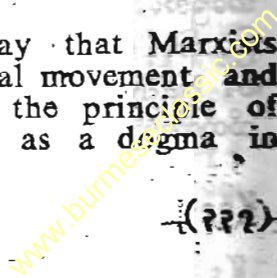 ay that Marxists
al movement and
the principle of
as a dogma in
www.burmeseclassic.com